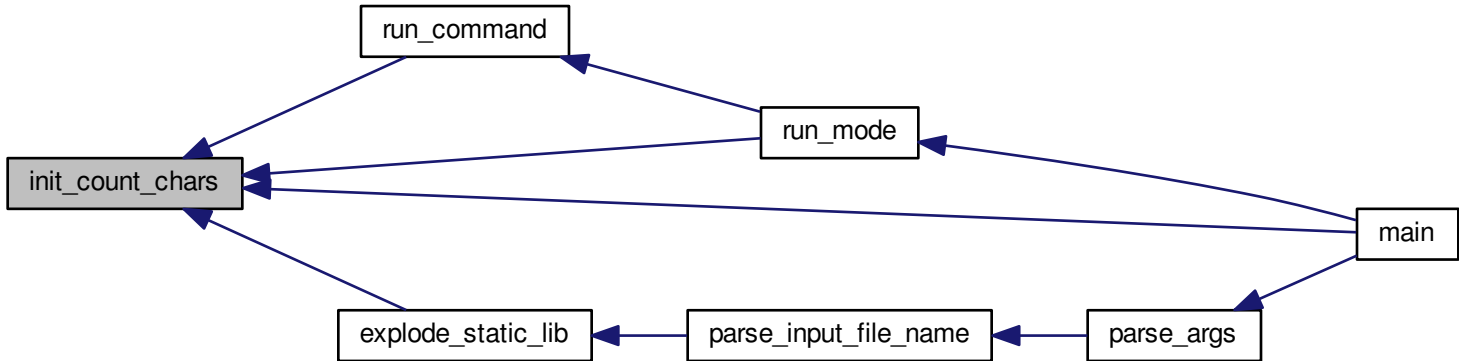 run_command
run_mode
init_count_chars
main
explode_static_lib
parse_input_file_name
parse_args